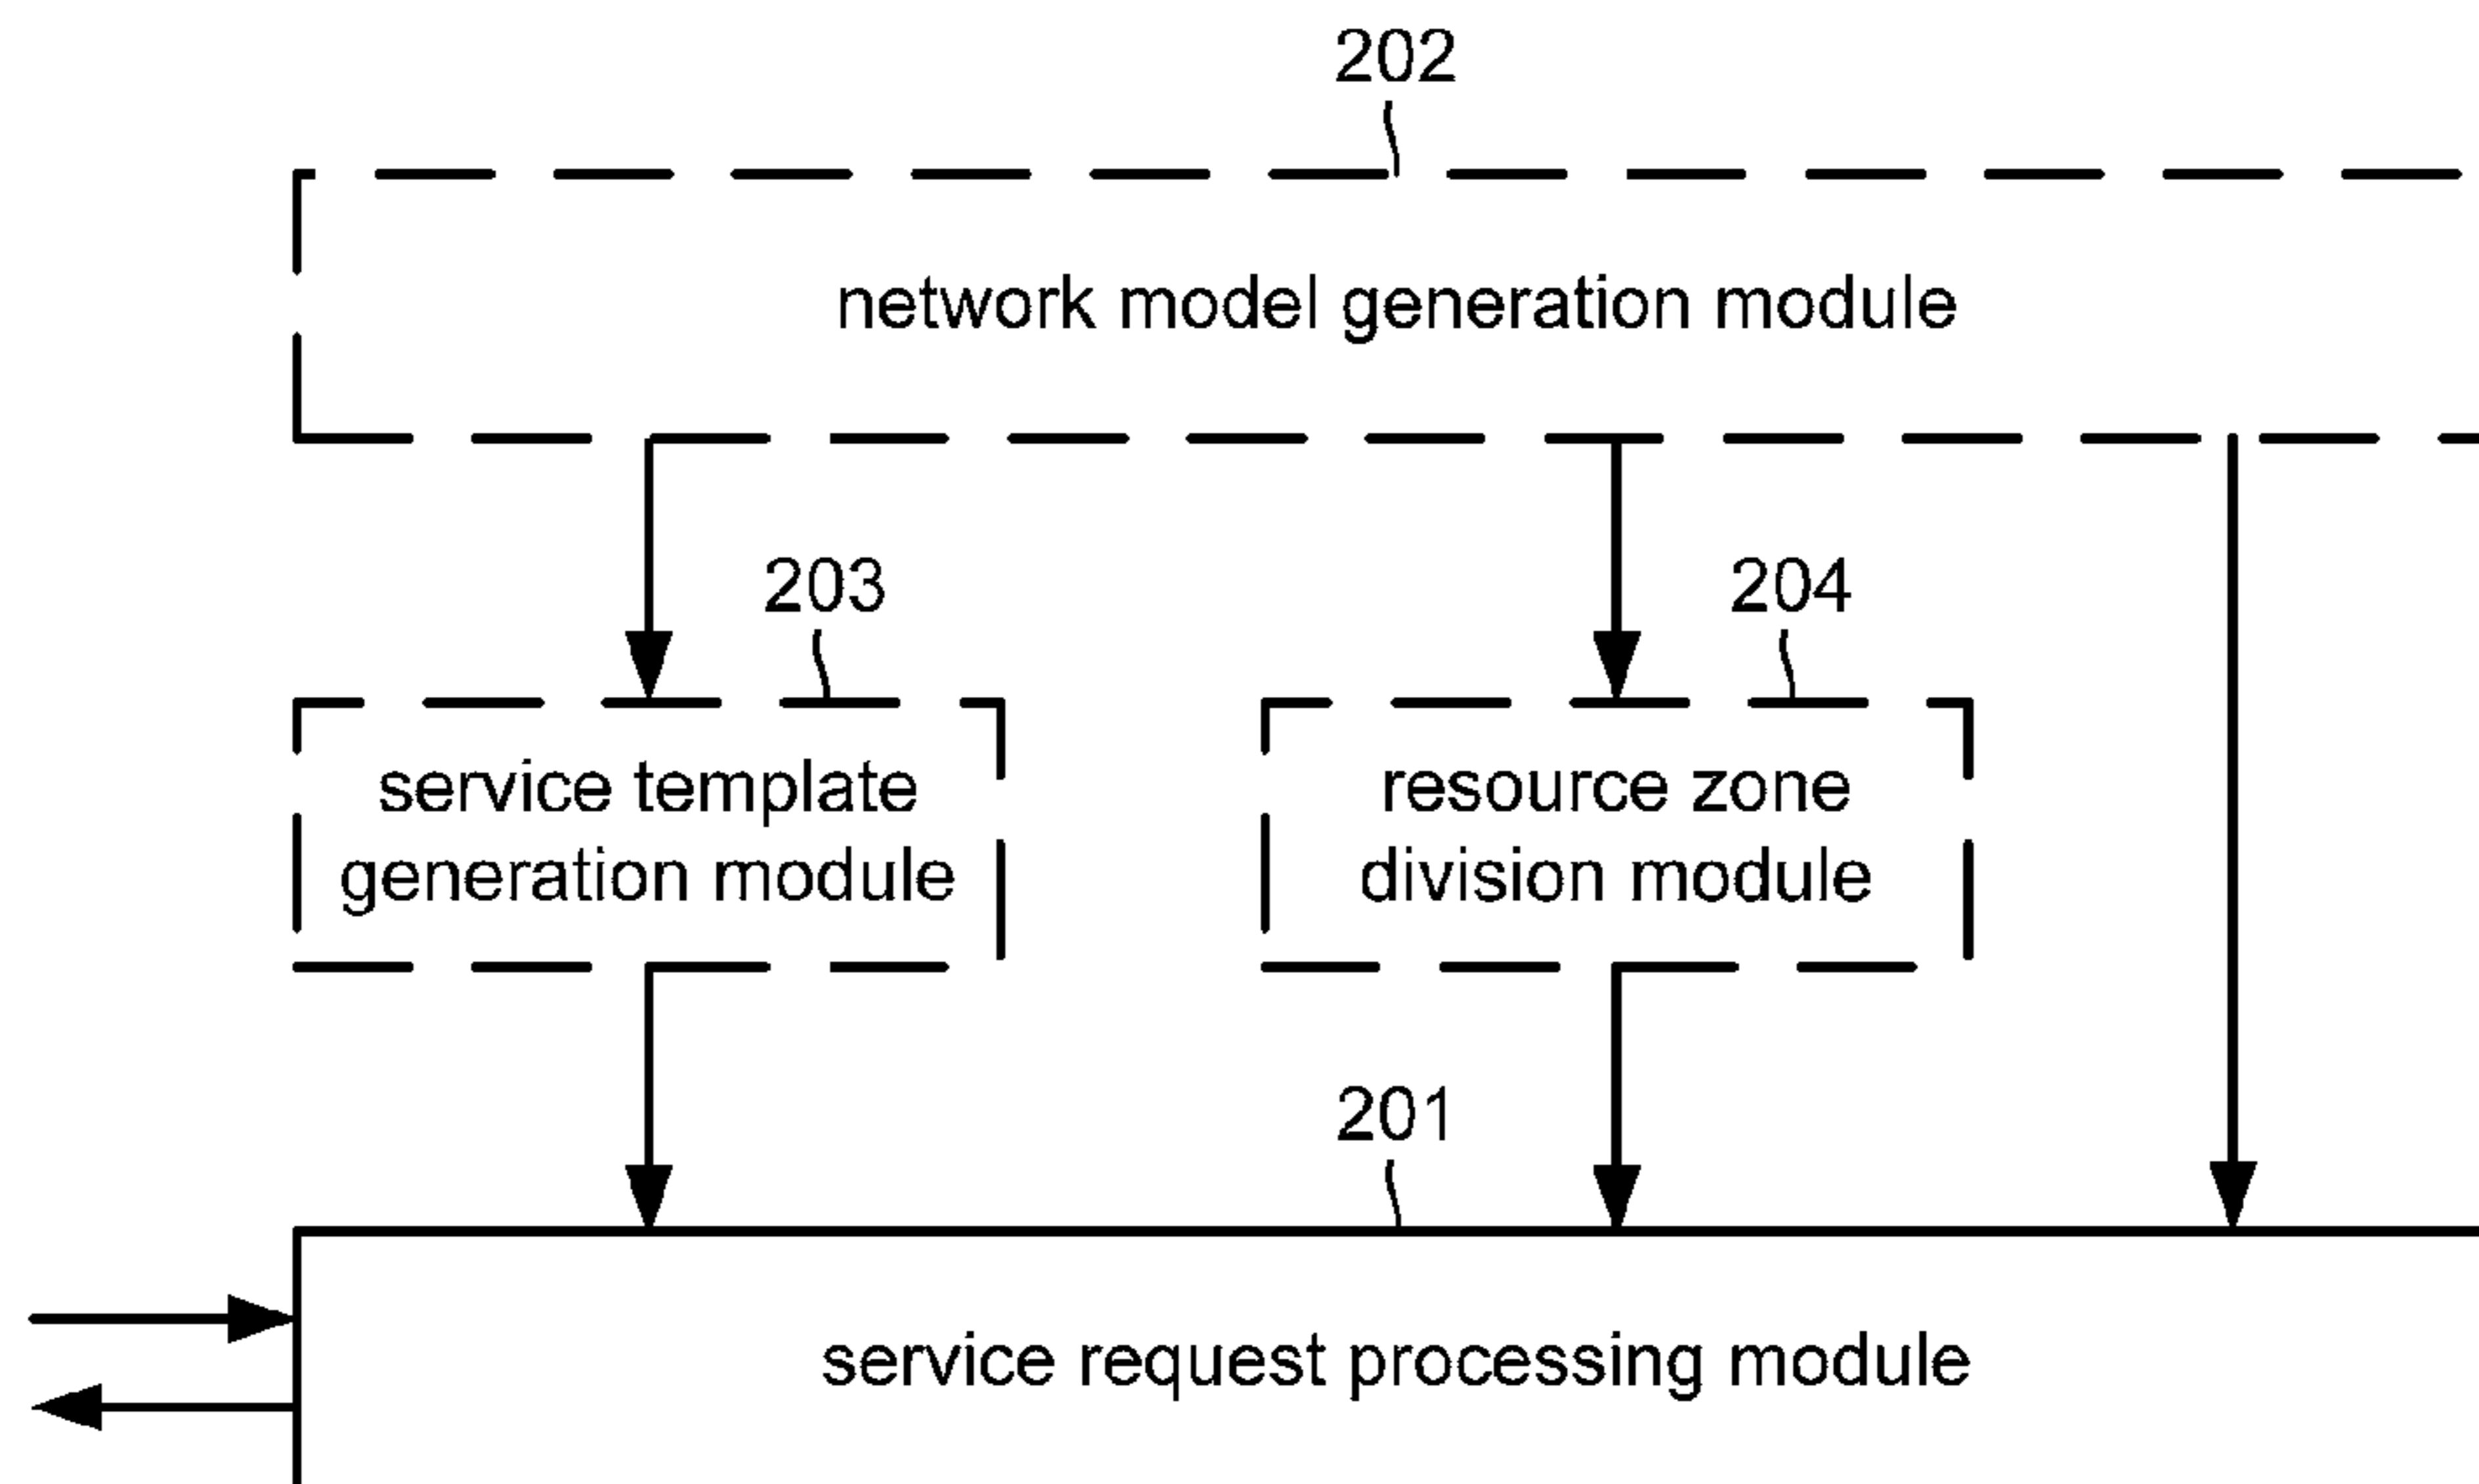 202
network model generation module
203
204
service template
generation module
resource zone
division module
201
service request processing module